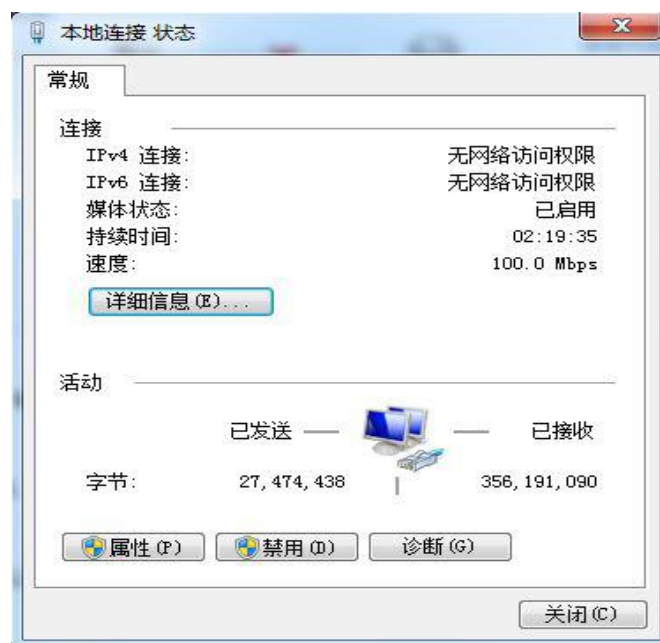 本地连接 状态
常规
连接
IPv4 连接: 无网络访问权限
IPv6 连接: 无网络访问权限
媒体状态: 已启用
持续时间: 02:19:35
速度: 100.0 Mbps
详细信息(E)...
活动
已发送 — — 已接收
字节: 27,474,438 | 356,191,090
属性(P) 禁用(D) 诊断(G)
关闭(C)